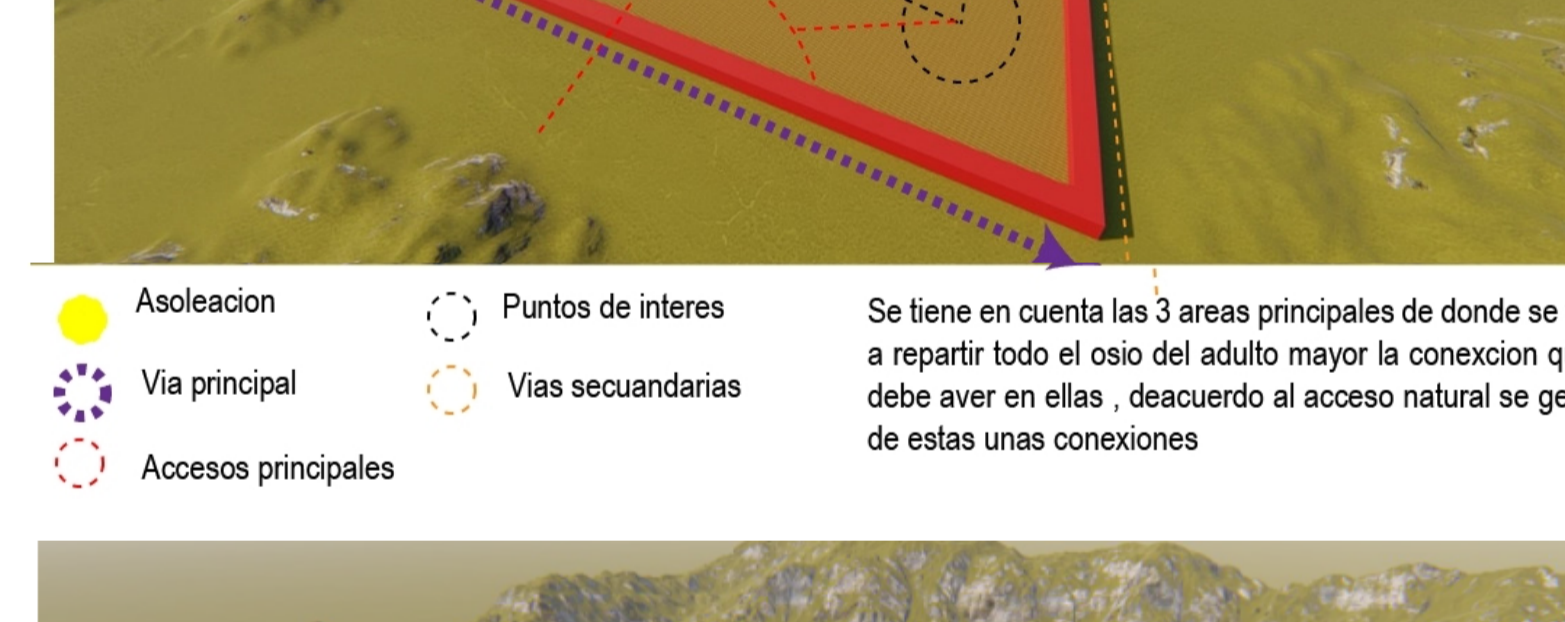 Asoleacion
Via principal
Accesos principales
Puntos de interes
Vias secuandarias
Se tiene en cuenta las 3 areas principales de donde se
a repartir todo el osio del adulto mayor la conexcion
debe aver en ellas , deacuerdo al acceso natural se
de estas unas conexiones